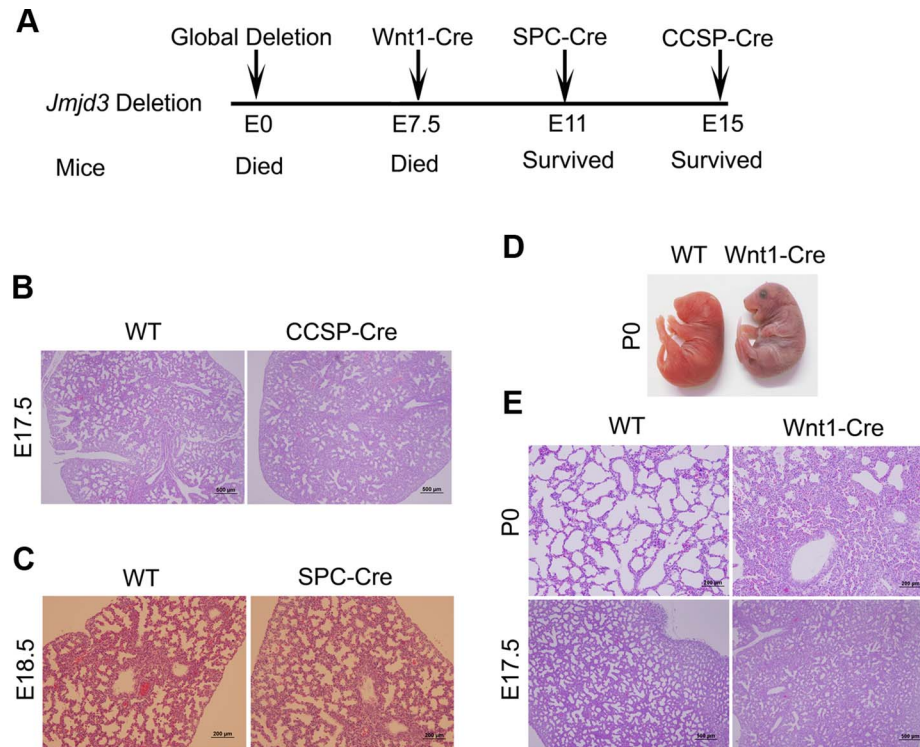 A
Global Deletion Wnt1-Cre SPC-Cre CCSP-Cre
Jmjd3 Deletion
E0 E7.5 E11 E15
Mice Died Died Survived Survived
B
WT CCSP-Cre
E17.5
500 μm 500 μm
C
WT SPC-Cre
E18.5
200 μm 200 μm
D
WT Wnt1-Cre
P0
E
WT Wnt1-Cre
P0
200 μm 200 μm
E17.5
500 μm 500 μm